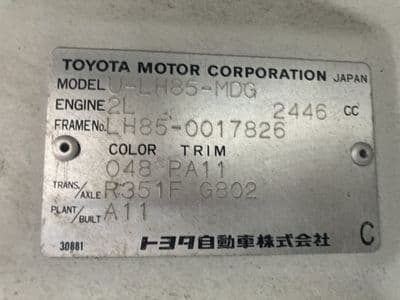 TOYOTA MOTOR CORPORATION JAPAN
MODEL U-LH85-MDG
ENGINE 2L 2446 CC
FRAME No. LH85-0017826
COLOR TRIM
048 PA11
TRANS./AXLE R351F G802
PLANT/BUILT A11
30881 トヨタ自動車株式会社 C